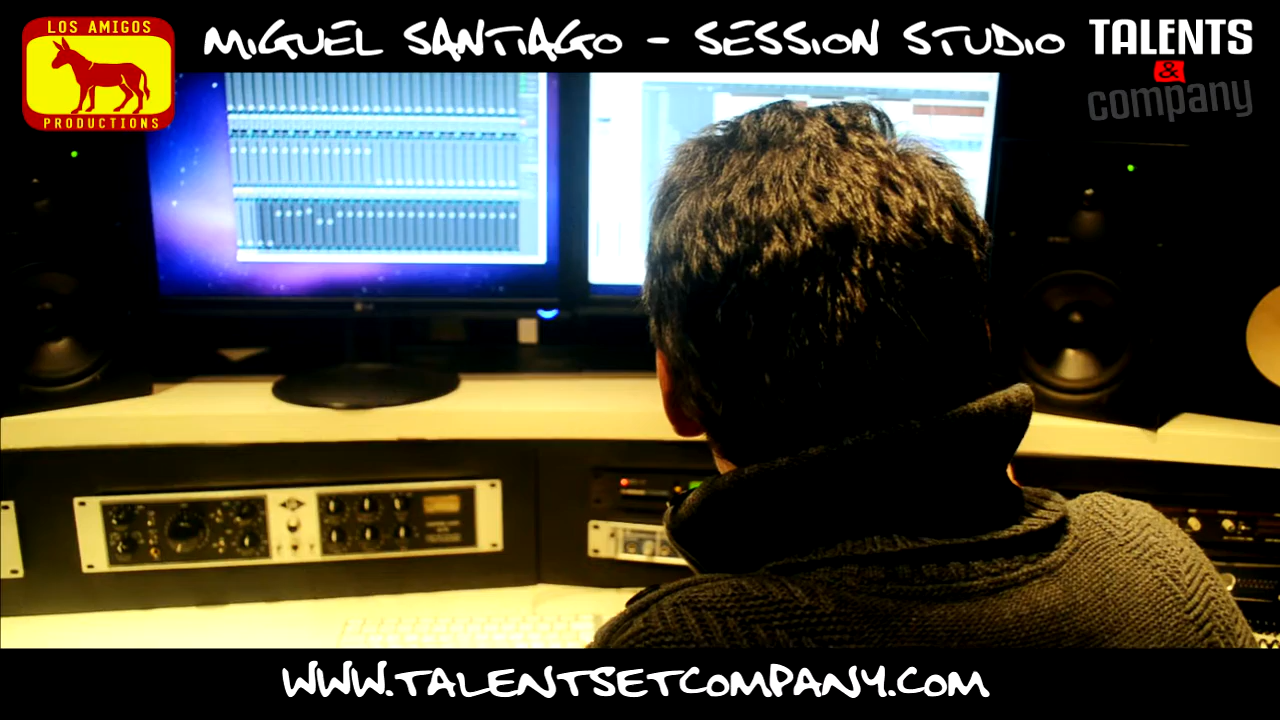 LOS AMIGOS
PRODUCTIONS
MIGUEL SANTIAGO - SESSION STUDIO
TALENTS
&
company
WWW.TALENTSETCOMPANY.COM